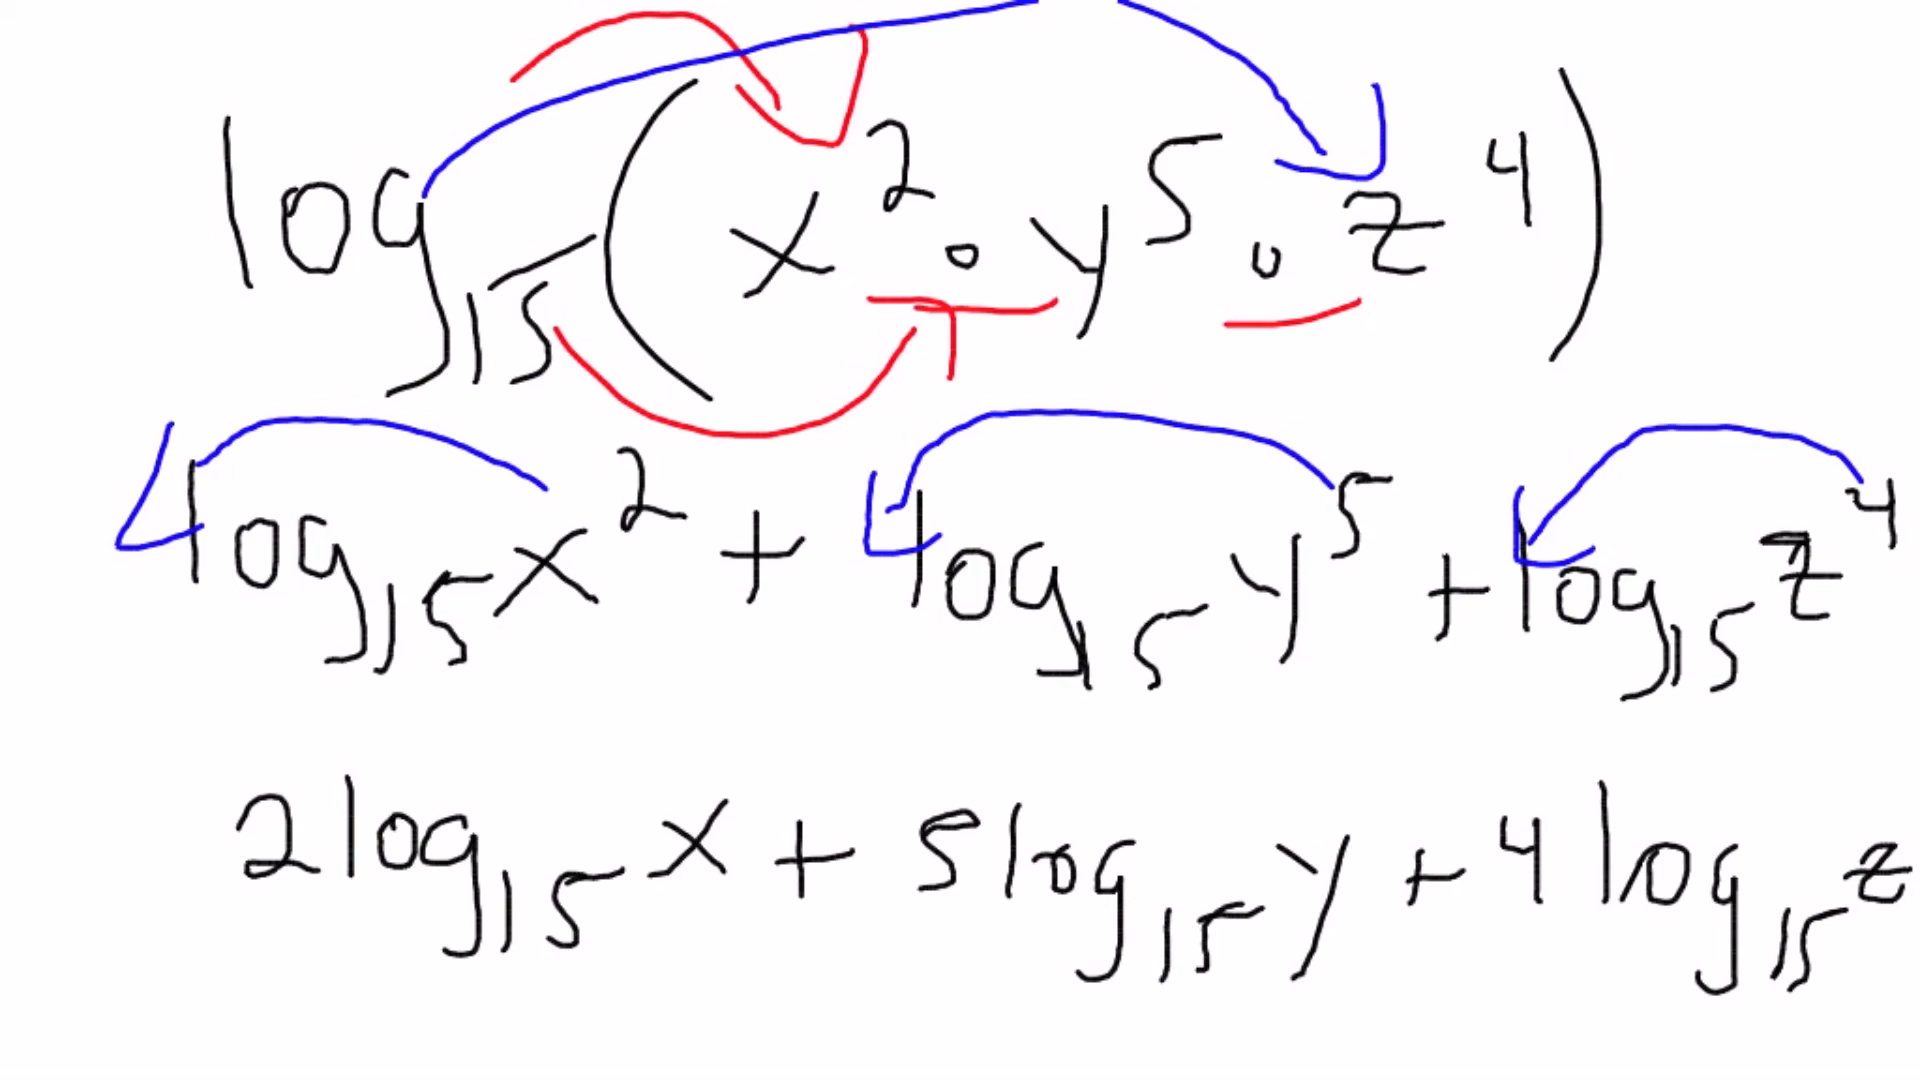 log₁₅(x² · y⁵ · z⁴)
log₁₅x² + log₁₅y⁵ + log₁₅z⁴
2log₁₅x + 5log₁₅y + 4log₁₅z